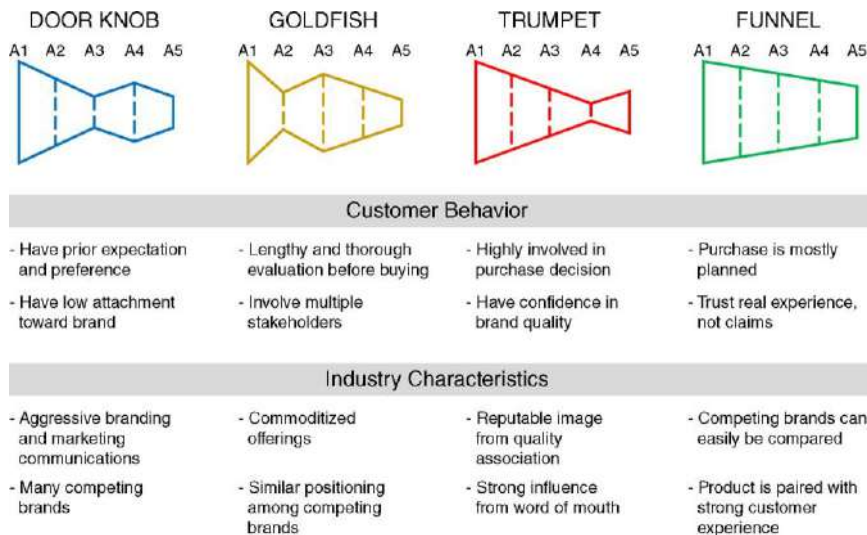 DOOR KNOB
GOLDFISH
TRUMPET
FUNNEL
A1 A2 A3 A4 A5
A1 A2 A3 A4 A5
A1 A2 A3 A4 A5
A1 A2 A3 A4 A5
Customer Behavior
- Have prior expectation
and preference
- Have low attachment
toward brand
- Lengthy and thorough
evaluation before buying
- Involve multiple
stakeholders
- Highly involved in
purchase decision
- Have confidence in
brand quality
- Purchase is mostly
planned
- Trust real experience,
not claims
Industry Characteristics
- Aggressive branding
and marketing
communications
- Many competing
brands
- Commoditized
offerings
- Similar positioning
among competing
brands
- Reputable image
from quality
association
- Strong influence
from word of mouth
- Competing brands can
easily be compared
- Product is paired with
strong customer
experience